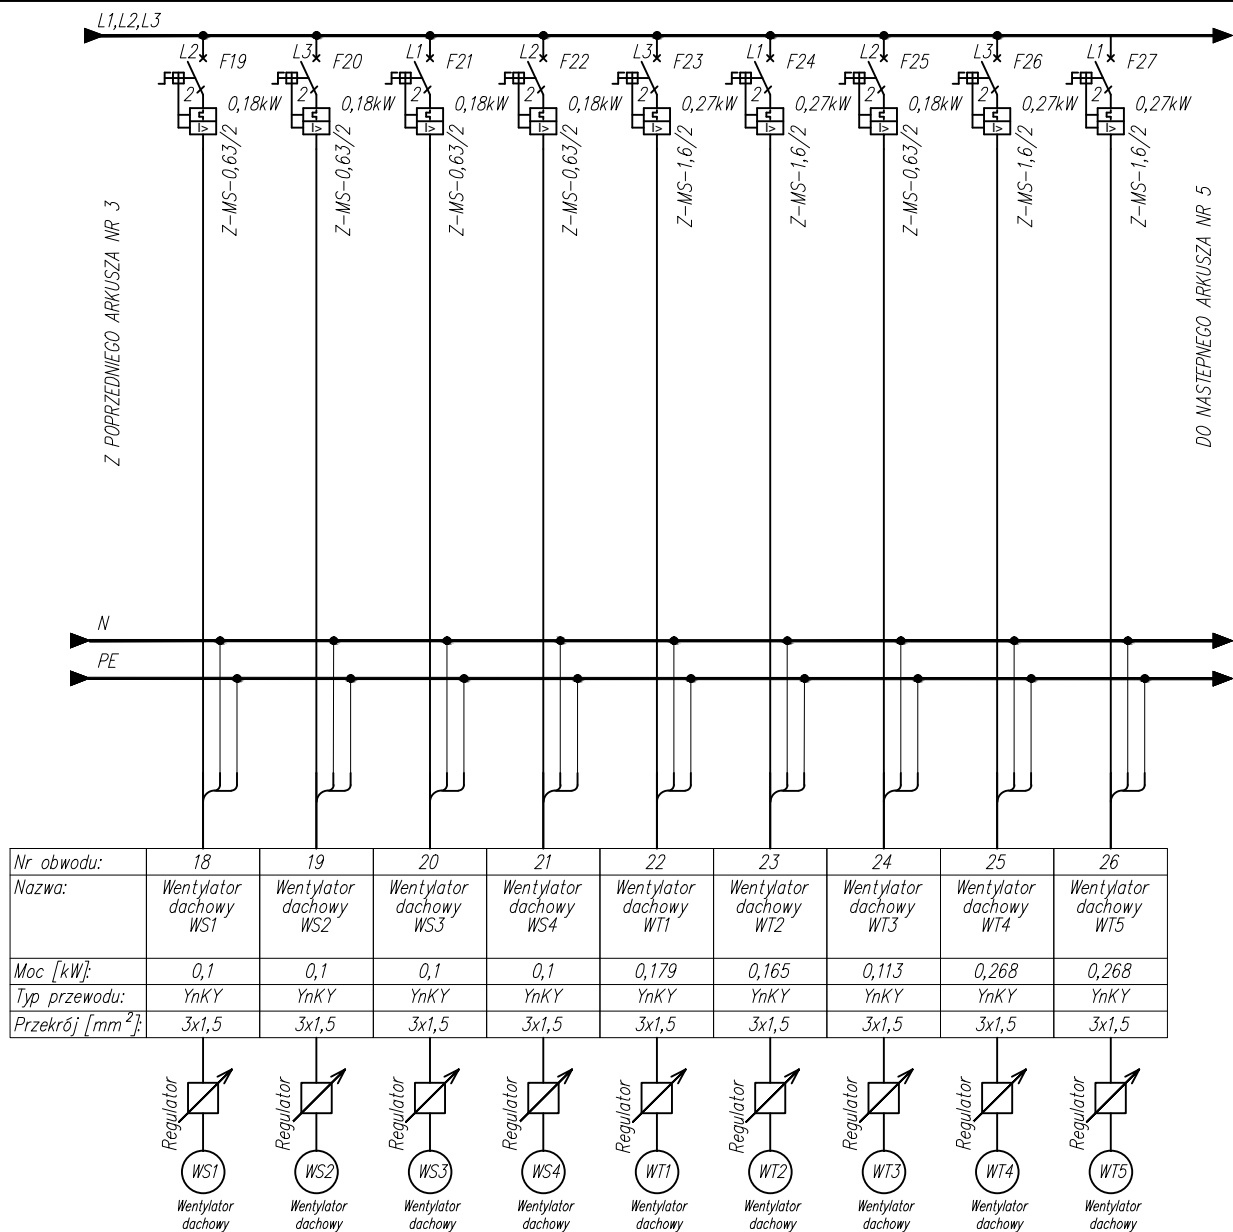 L1,L2,L3
L2 F19 L3 F20 L1 F21 L2 F22 L3 F23 L1 F24 L2 F25 L3 F26 L1 F27
2 2 2 2 2 2 2 2 2
0,18kW 0,18kW 0,18kW 0,18kW 0,27kW 0,27kW 0,18kW 0,27kW 0,27kW
I> I> I> I> I> I> I> I> I>
Z-MS-0,63/2 Z-MS-0,63/2 Z-MS-0,63/2 Z-MS-0,63/2 Z-MS-1,6/2 Z-MS-1,6/2 Z-MS-0,63/2 Z-MS-1,6/2 Z-MS-1,6/2
Z POPRZEDNIEGO ARKUSZA NR 3
DO NASTEPNEGO ARKUSZA NR 5
N
PE
Nr obwodu: 18 19 20 21 22 23 24 25 26
Nazwa: Wentylator Wentylator Wentylator Wentylator Wentylator Wentylator Wentylator Wentylator Wentylator
dachowy dachowy dachowy dachowy dachowy dachowy dachowy dachowy dachowy
WS1 WS2 WS3 WS4 WT1 WT2 WT3 WT4 WT5
Moc [kW]: 0,1 0,1 0,1 0,1 0,179 0,165 0,113 0,268 0,268
Typ przewodu: YnKY YnKY YnKY YnKY YnKY YnKY YnKY YnKY YnKY
Przekrój [mm²]: 3x1,5 3x1,5 3x1,5 3x1,5 3x1,5 3x1,5 3x1,5 3x1,5 3x1,5
Regulator Regulator Regulator Regulator Regulator Regulator Regulator Regulator Regulator
WS1 WS2 WS3 WS4 WT1 WT2 WT3 WT4 WT5
Wentylator Wentylator Wentylator Wentylator Wentylator Wentylator Wentylator Wentylator Wentylator
dachowy dachowy dachowy dachowy dachowy dachowy dachowy dachowy dachowy